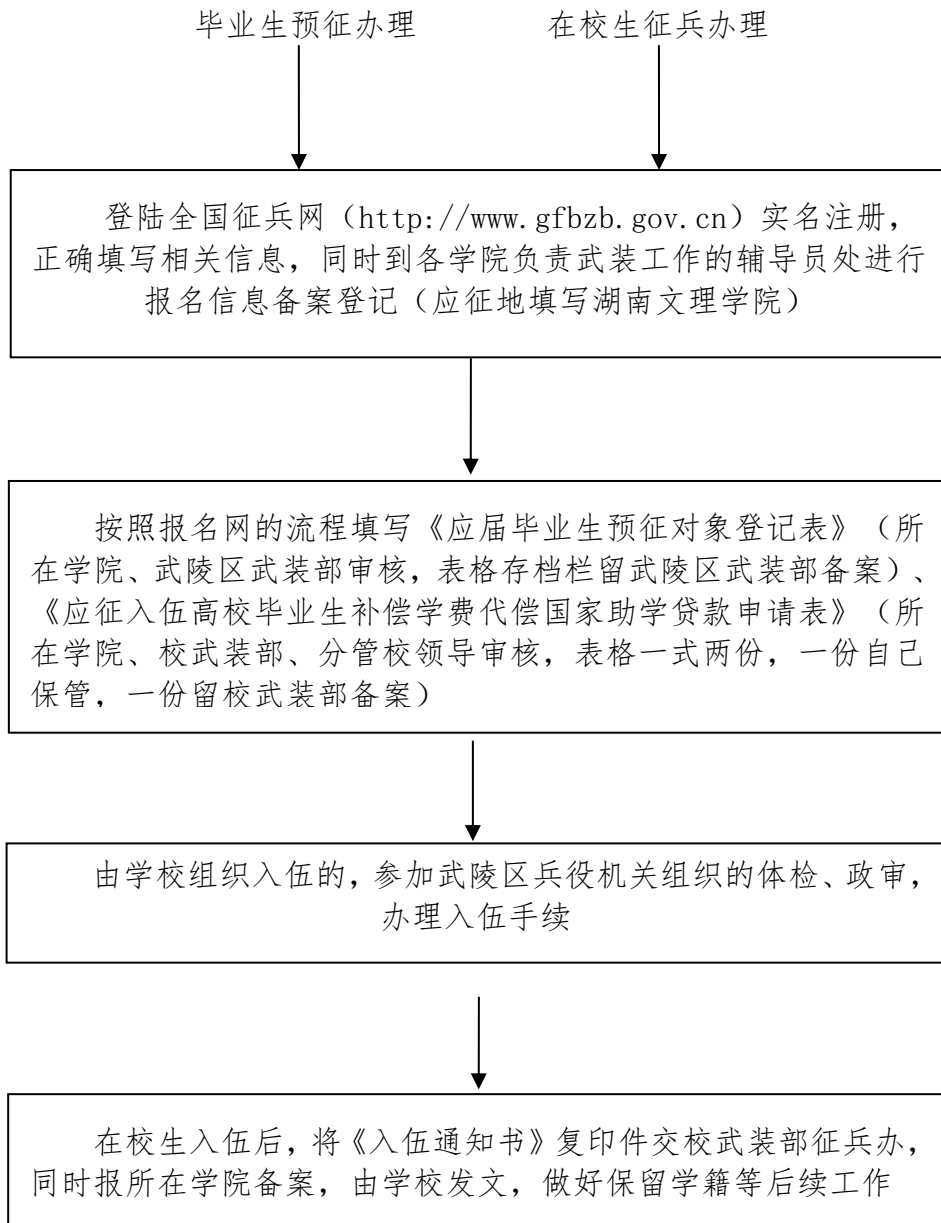 毕业生预征办理
在校生征兵办理
登陆全国征兵网（http://www.gfbzb.gov.cn）实名注册，
正确填写相关信息，同时到各学院负责武装工作的辅导员处进行
报名信息备案登记（应征地填写湖南文理学院）
按照报名网的流程填写《应届毕业生预征对象登记表》（所
在学院、武陵区武装部审核，表格存档栏留武陵区武装部备案）、
《应征入伍高校毕业生补偿学费代偿国家助学贷款申请表》（所
在学院、校武装部、分管校领导审核，表格一式两份，一份自己
保管，一份留校武装部备案）
由学校组织入伍的，参加武陵区兵役机关组织的体检、政审，
办理入伍手续
在校生入伍后，将《入伍通知书》复印件交校武装部征兵办，
同时报所在学院备案，由学校发文，做好保留学籍等后续工作